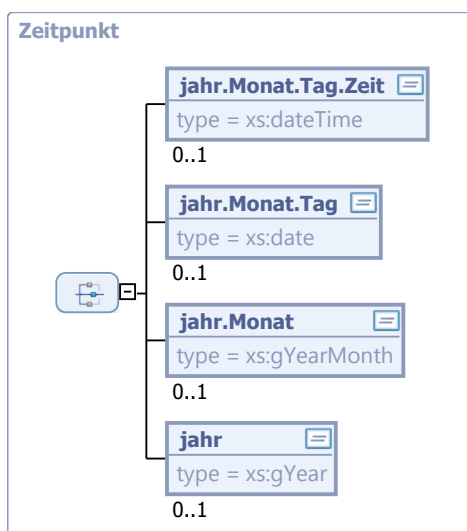 Zeitpunkt
jahr.Monat.Tag.Zeit
type = xs:dateTime
0..1
jahr.Monat.Tag
type = xs:date
0..1
jahr.Monat
type = xs:gYearMonth
0..1
jahr
type = xs:gYear
0..1